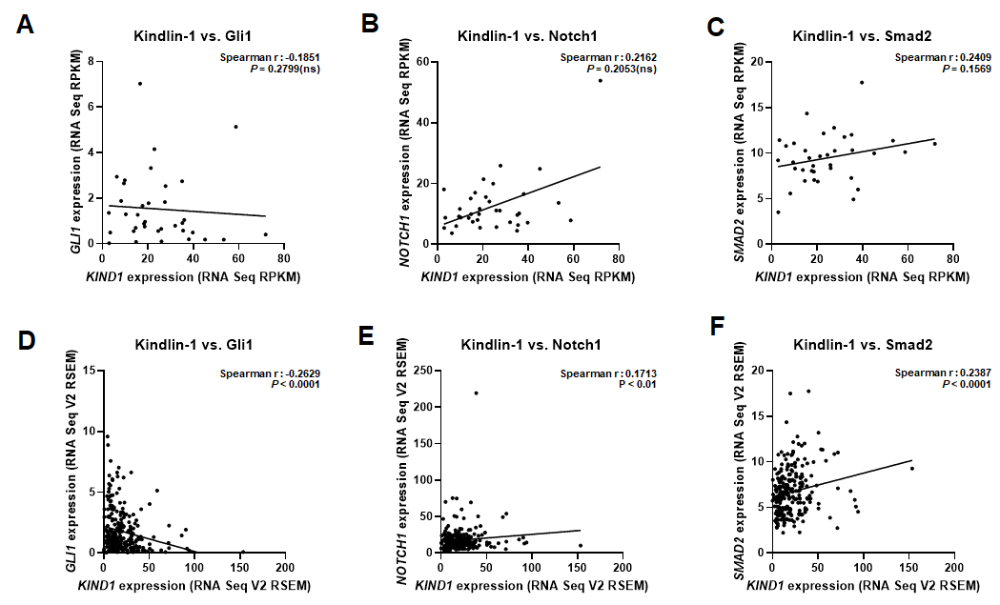 A
Kindlin-1 vs. Gli1
Spearman r: -0.1851
P = 0.2799(ns)
GLI1 expression (RNA Seq RPKM)
8
6
4
2
0
0 20 40 60 80
KIND1 expression (RNA Seq RPKM)
B
Kindlin-1 vs. Notch1
Spearman r: 0.2162
P = 0.2053(ns)
NOTCH1 expression (RNA Seq RPKM)
60
40
20
0
0 20 40 60 80
KIND1 expression (RNA Seq RPKM)
C
Kindlin-1 vs. Smad2
Spearman r: 0.2409
P = 0.1569
SMAD2 expression (RNA Seq RPKM)
20
15
10
5
0
0 20 40 60 80
KIND1 expression (RNA Seq RPKM)
D
Kindlin-1 vs. Gli1
Spearman r: -0.2629
P < 0.0001
GLI1 expression (RNA Seq V2 RSEM)
15
10
5
0
0 50 100 150 200
KIND1 expression (RNA Seq V2 RSEM)
E
Kindlin-1 vs. Notch1
Spearman r: 0.1713
P < 0.01
NOTCH1 expression (RNA Seq V2 RSEM)
250
200
150
100
50
0
0 50 100 150 200
KIND1 expression (RNA Seq V2 RSEM)
F
Kindlin-1 vs. Smad2
Spearman r: 0.2387
P < 0.0001
SMAD2 expression (RNA Seq V2 RSEM)
20
15
10
5
0
0 50 100 150 200
KIND1 expression (RNA Seq V2 RSEM)